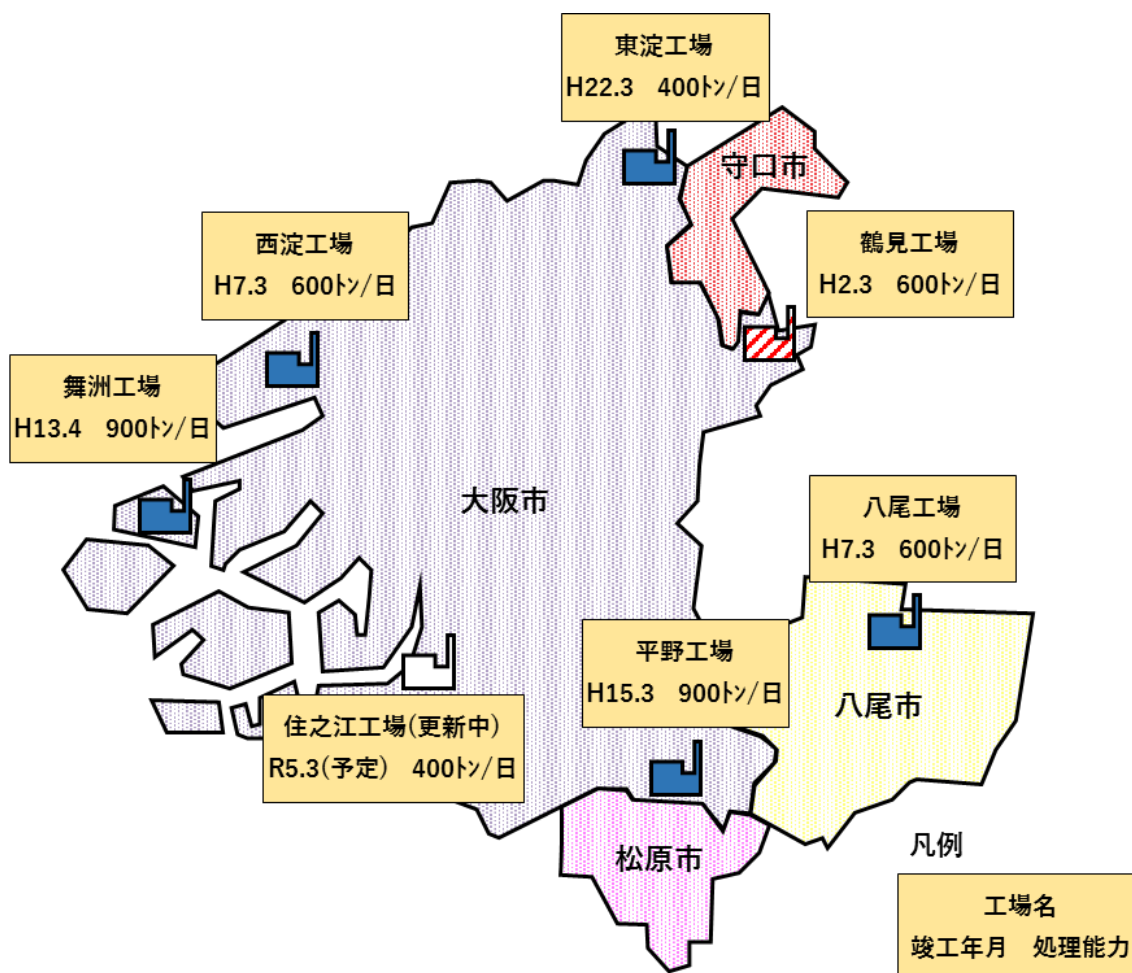 東淀工場
H22.3　400㌧/日
守口市
西淀工場
H7.3　600㌧/日
鶴見工場
H2.3　600㌧/日
舞洲工場
H13.4　900㌧/日
大阪市
八尾工場
H7.3　600㌧/日
平野工場
H15.3　900㌧/日
八尾市
住之江工場(更新中)
R5.3(予定)　400㌧/日
松原市
凡例
工場名
竣工年月　処理能力